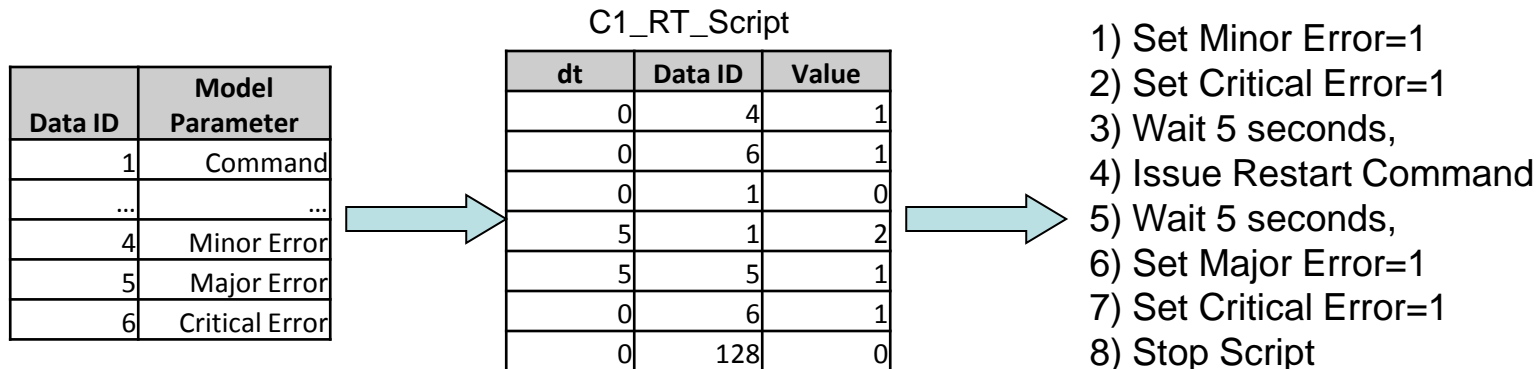 C1_RT_Script
Data ID Model Parameter
1 Command
... ...
4 Minor Error
5 Major Error
6 Critical Error
dt Data ID Value
0 4 1
0 6 1
0 1 0
5 1 2
5 5 1
0 6 1
0 128 0
1) Set Minor Error=1
2) Set Critical Error=1
3) Wait 5 seconds,
4) Issue Restart Command
5) Wait 5 seconds,
6) Set Major Error=1
7) Set Critical Error=1
8) Stop Script